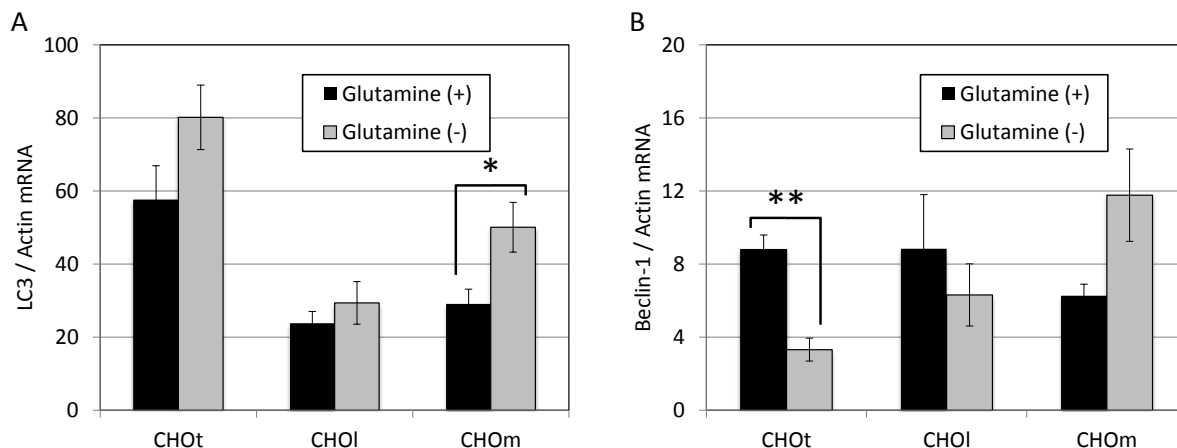 A
LC3 / Actin mRNA
100
80
60
40
20
0
Glutamine (+)
Glutamine (-)
*
CHOt CHOl CHOm
B
Beclin-1 / Actin mRNA
20
16
12
8
4
0
Glutamine (+)
Glutamine (-)
**
CHOt CHOl CHOm